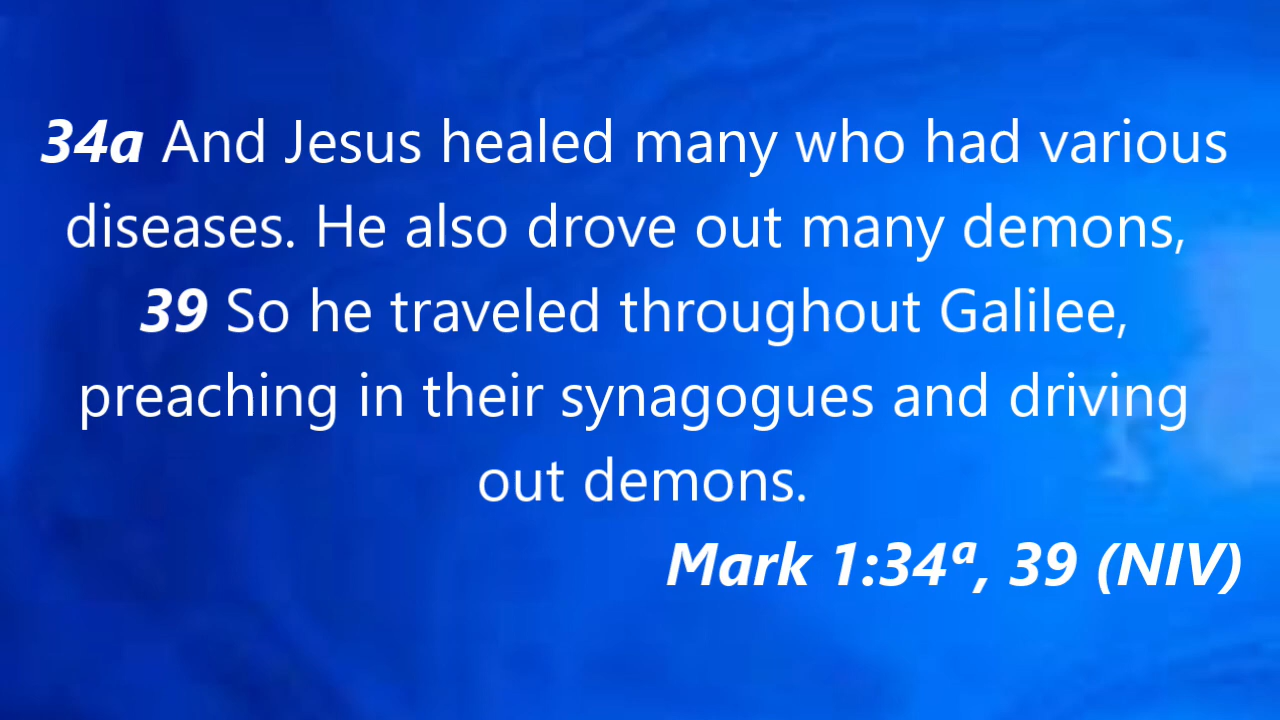 34a And Jesus healed many who had various
diseases. He also drove out many demons,
39 So he traveled throughout Galilee,
preaching in their synagogues and driving
out demons.
Mark 1:34ª, 39 (NIV)